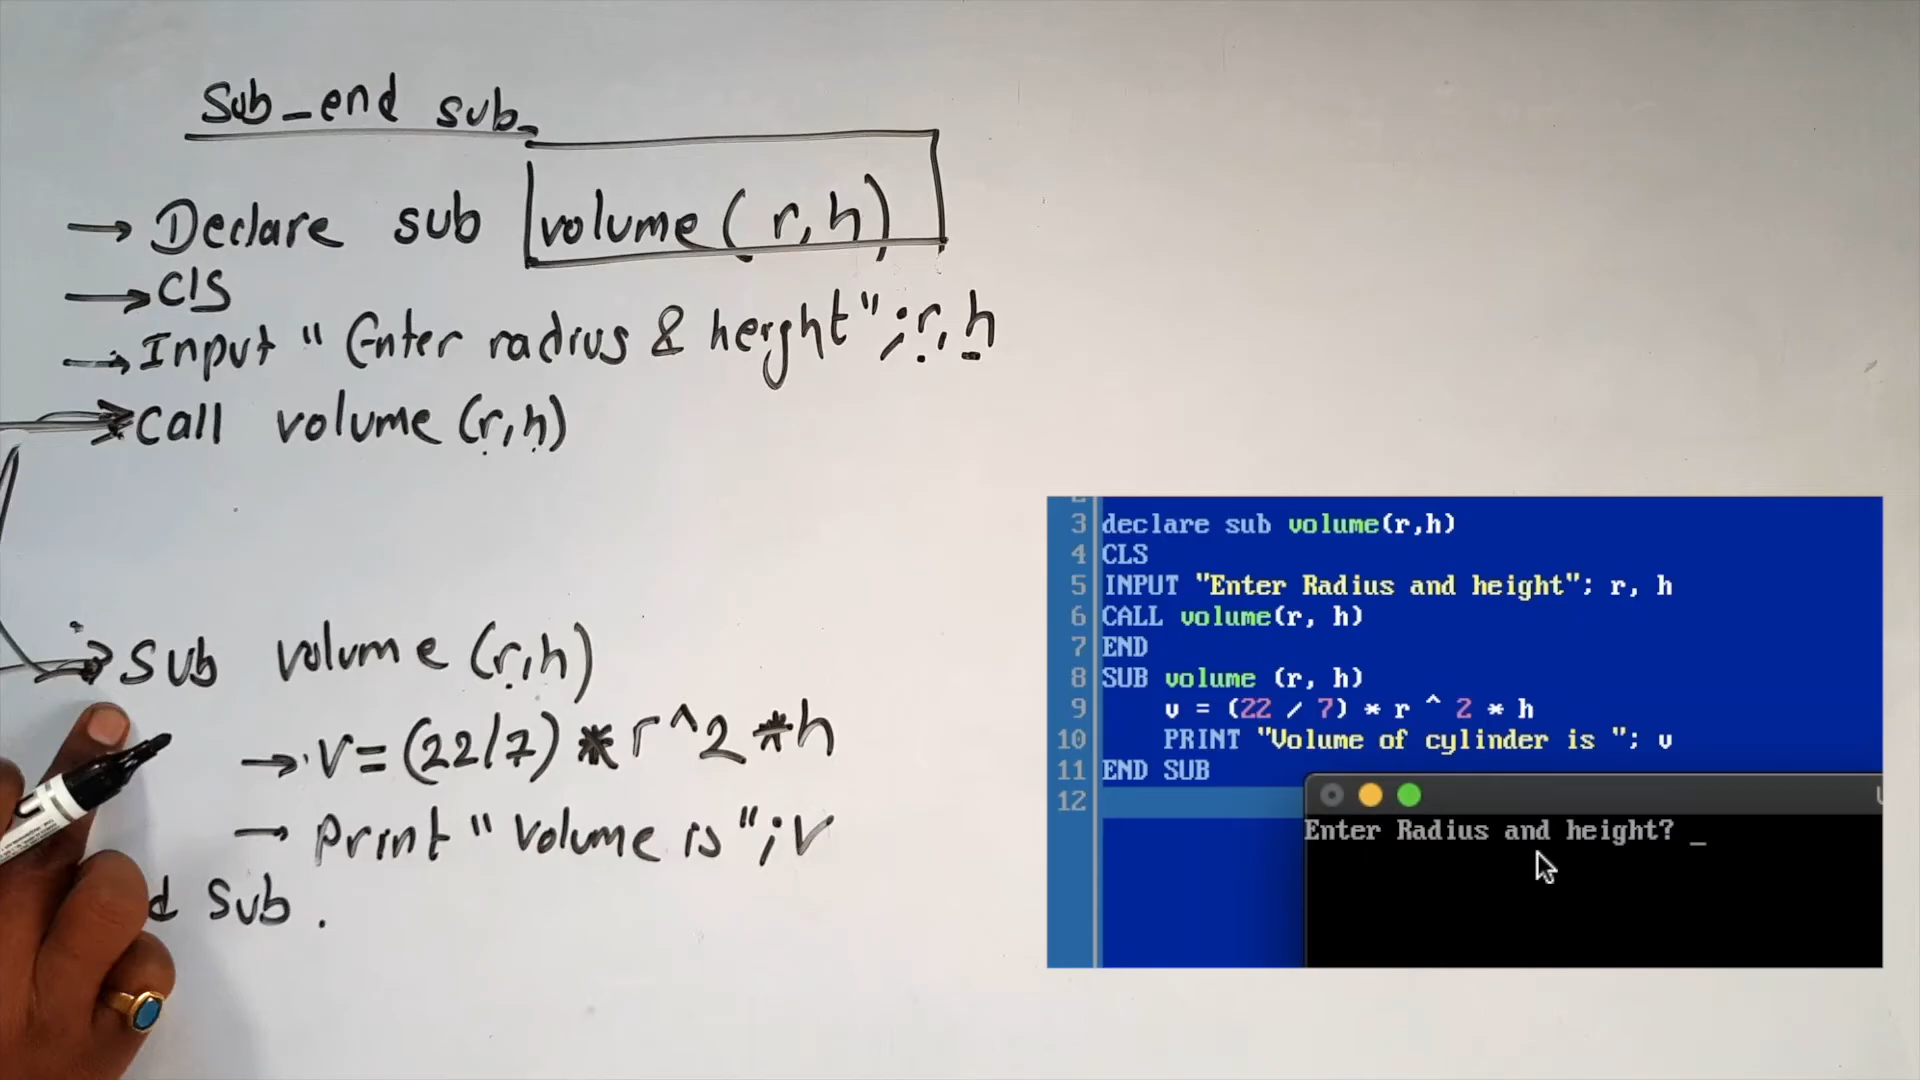 Sub_end sub_
→ Declare sub volume( r,h)
→ ClS
→ Input " Enter radius & height" ; r, h
→ Call volume (r,h)
→ Sub volume (r,h)
→ V = (22/7) * r^2 * h
→ print " Volume is " ; v
d Sub .
3 declare sub volume(r,h)
4 CLS
5 INPUT "Enter Radius and height"; r, h
6 CALL volume(r, h)
7 END
8 SUB volume (r, h)
9 v = (22 / 7) * r ^ 2 * h
10 PRINT "Volume of cylinder is "; v
11 END SUB
12
Enter Radius and height? _